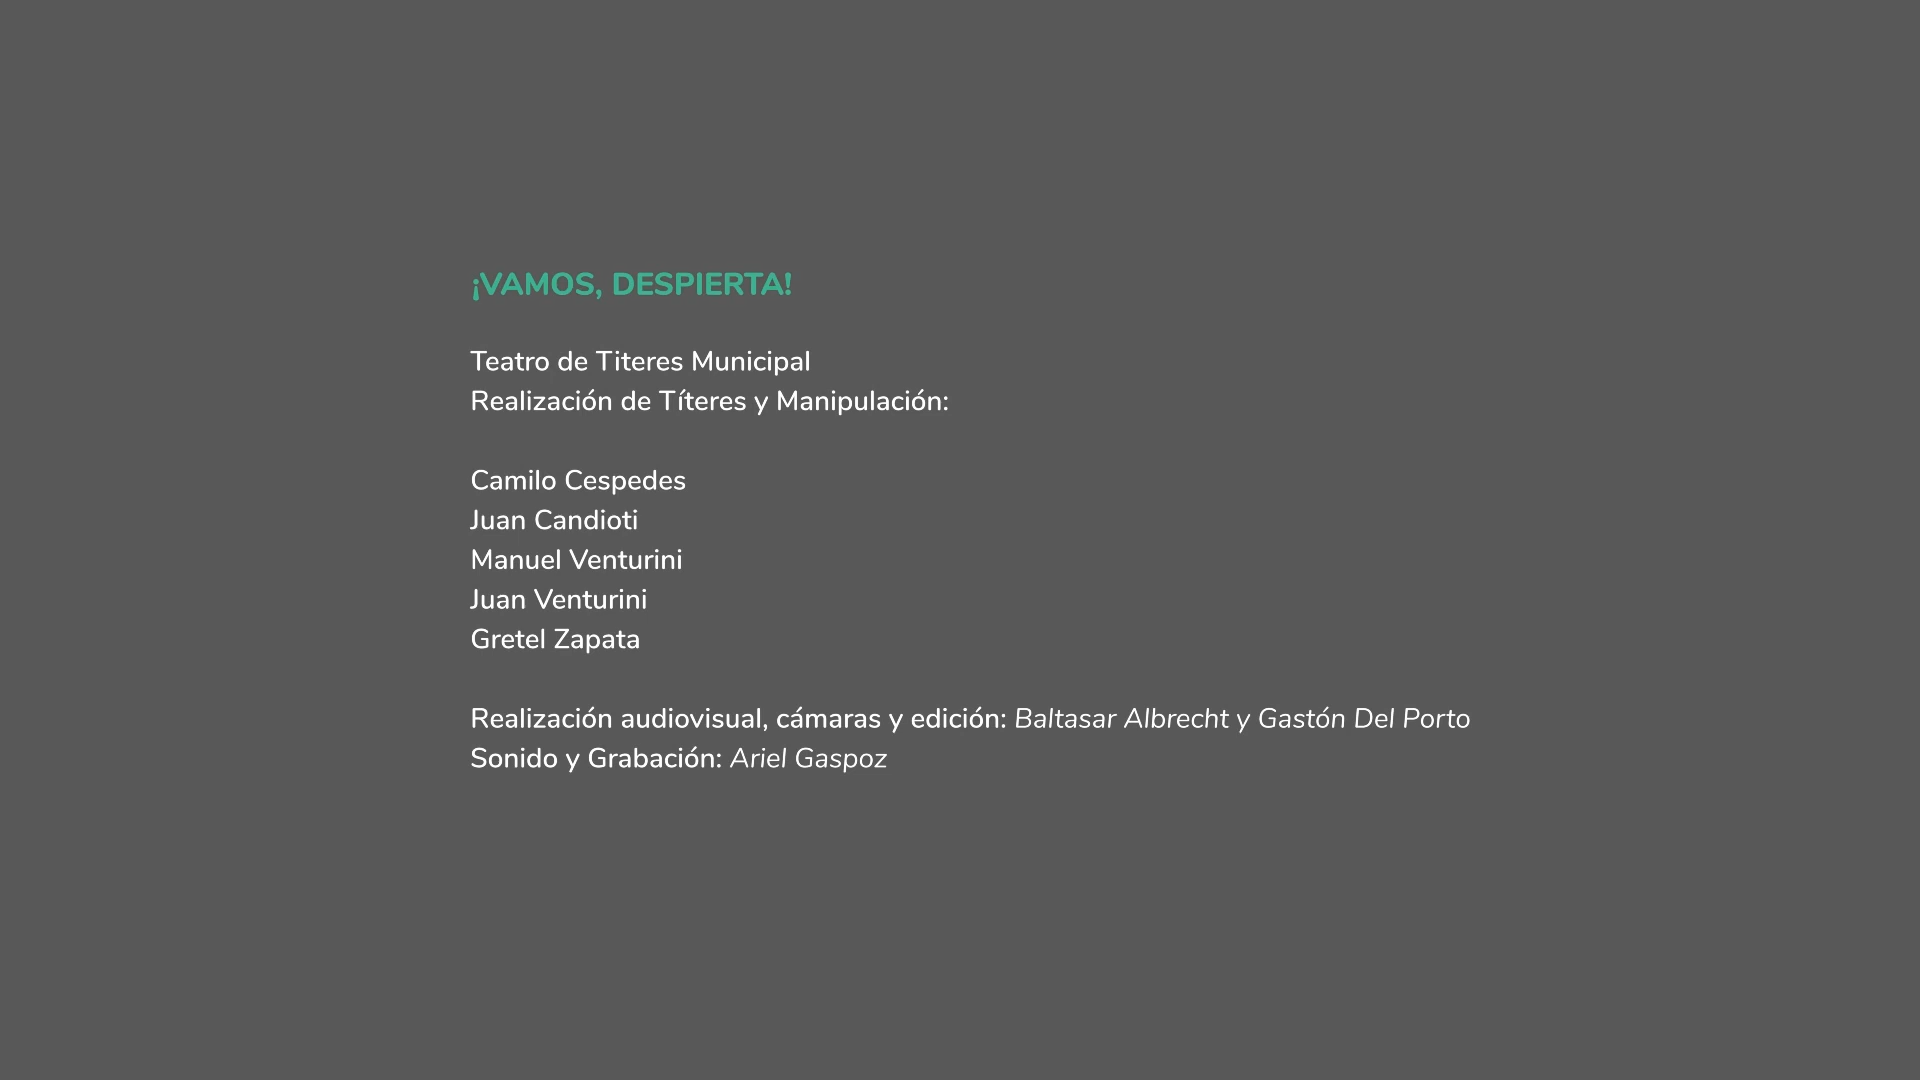 ¡VAMOS, DESPIERTA!
Teatro de Titeres Municipal
Realización de Títeres y Manipulación:
Camilo Cespedes
Juan Candioti
Manuel Venturini
Juan Venturini
Gretel Zapata
Realización audiovisual, cámaras y edición: Baltasar Albrecht y Gastón Del Porto
Sonido y Grabación: Ariel Gaspoz